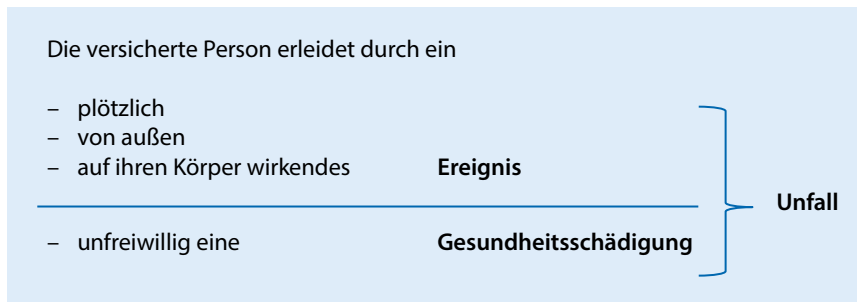 Die versicherte Person erleidet durch ein
– plötzlich
– von außen
– auf ihren Körper wirkendes Ereignis
Unfall
– unfreiwillig eine Gesundheitsschädigung